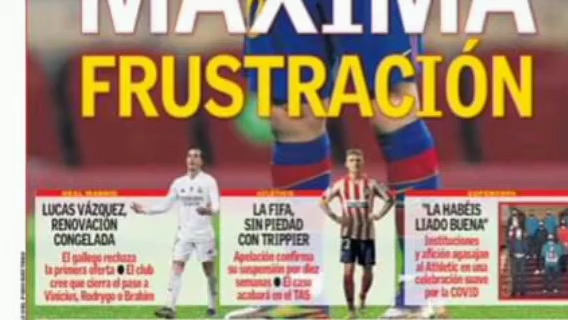 MÁXIMA
FRUSTRACIÓN
REAL MADRID
LUCAS VÁZQUEZ,
RENOVACIÓN
CONGELADA
El gallego rechaza
la primera oferta ● El club
cree que cierra el paso a
Vinicius, Rodrygo o Brahim
ATLÉTICO
LA FIFA,
SIN PIEDAD
CON TRIPPIER
Apelación confirma
su suspensión por diez
semanas ● El caso
acabará en el TAS
SUPERCOPA
"LA HABÉIS
LIADO BUENA"
Instituciones
y afición agasajan
al Athletic en una
celebración suave
por la COVID